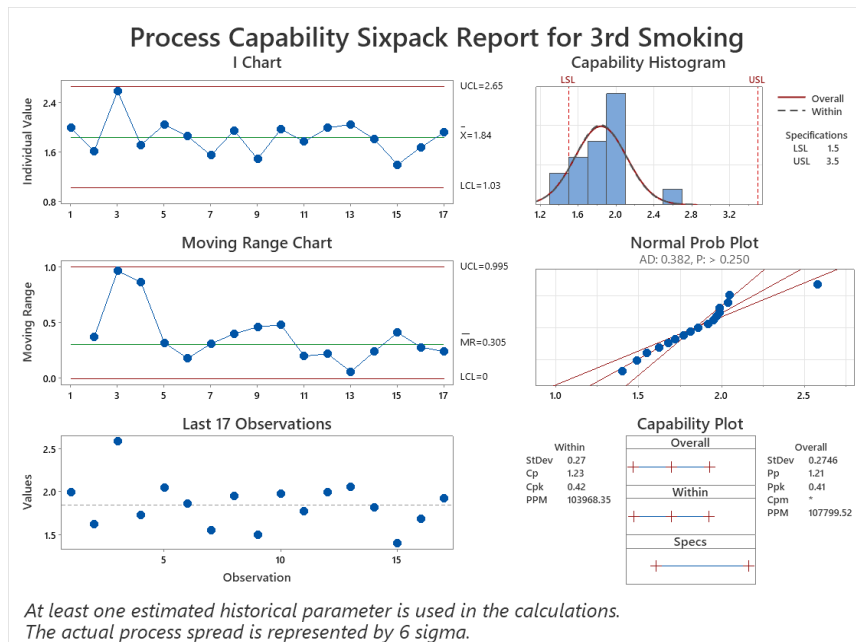 Process Capability Sixpack Report for 3rd Smoking
I Chart
Individual Value
2.4
1.6
0.8
1 3 5 7 9 11 13 15 17
UCL=2.65
X=1.84
LCL=1.03
Capability Histogram
LSL USL
1.2 1.6 2.0 2.4 2.8 3.2
Overall
Within
Specifications
LSL 1.5
USL 3.5
Moving Range Chart
Moving Range
1.0
0.5
0.0
1 3 5 7 9 11 13 15 17
UCL=0.995
MR=0.305
LCL=0
Normal Prob Plot
AD: 0.382, P: > 0.250
1.0 1.5 2.0 2.5
Last 17 Observations
Values
2.5
2.0
1.5
5 10 15
Observation
Capability Plot
Within
StDev 0.27
Cp 1.23
Cpk 0.42
PPM 103968.35
Overall
Within
Specs
Overall
StDev 0.2746
Pp 1.21
Ppk 0.41
Cpm *
PPM 107799.52
At least one estimated historical parameter is used in the calculations.
The actual process spread is represented by 6 sigma.